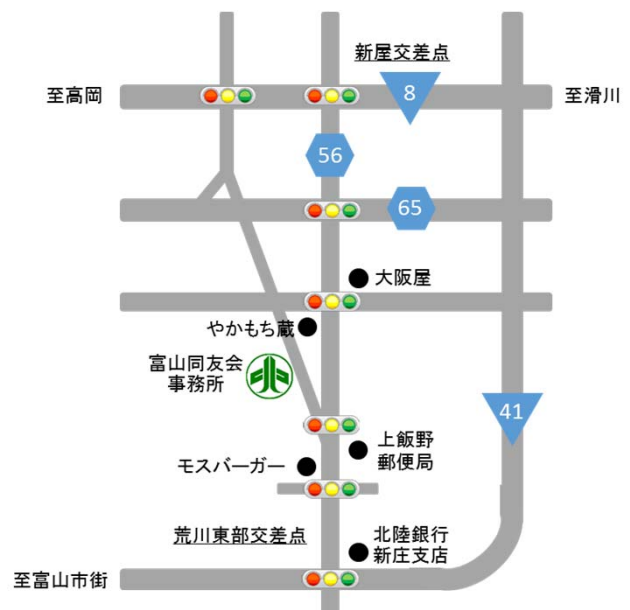 新屋交差点
至高岡
8
至滑川
56
65
大阪屋
やかもち蔵
富山同友会
事務所
41
上飯野
郵便局
モスバーガー
荒川東部交差点
北陸銀行
新庄支店
至富山市街